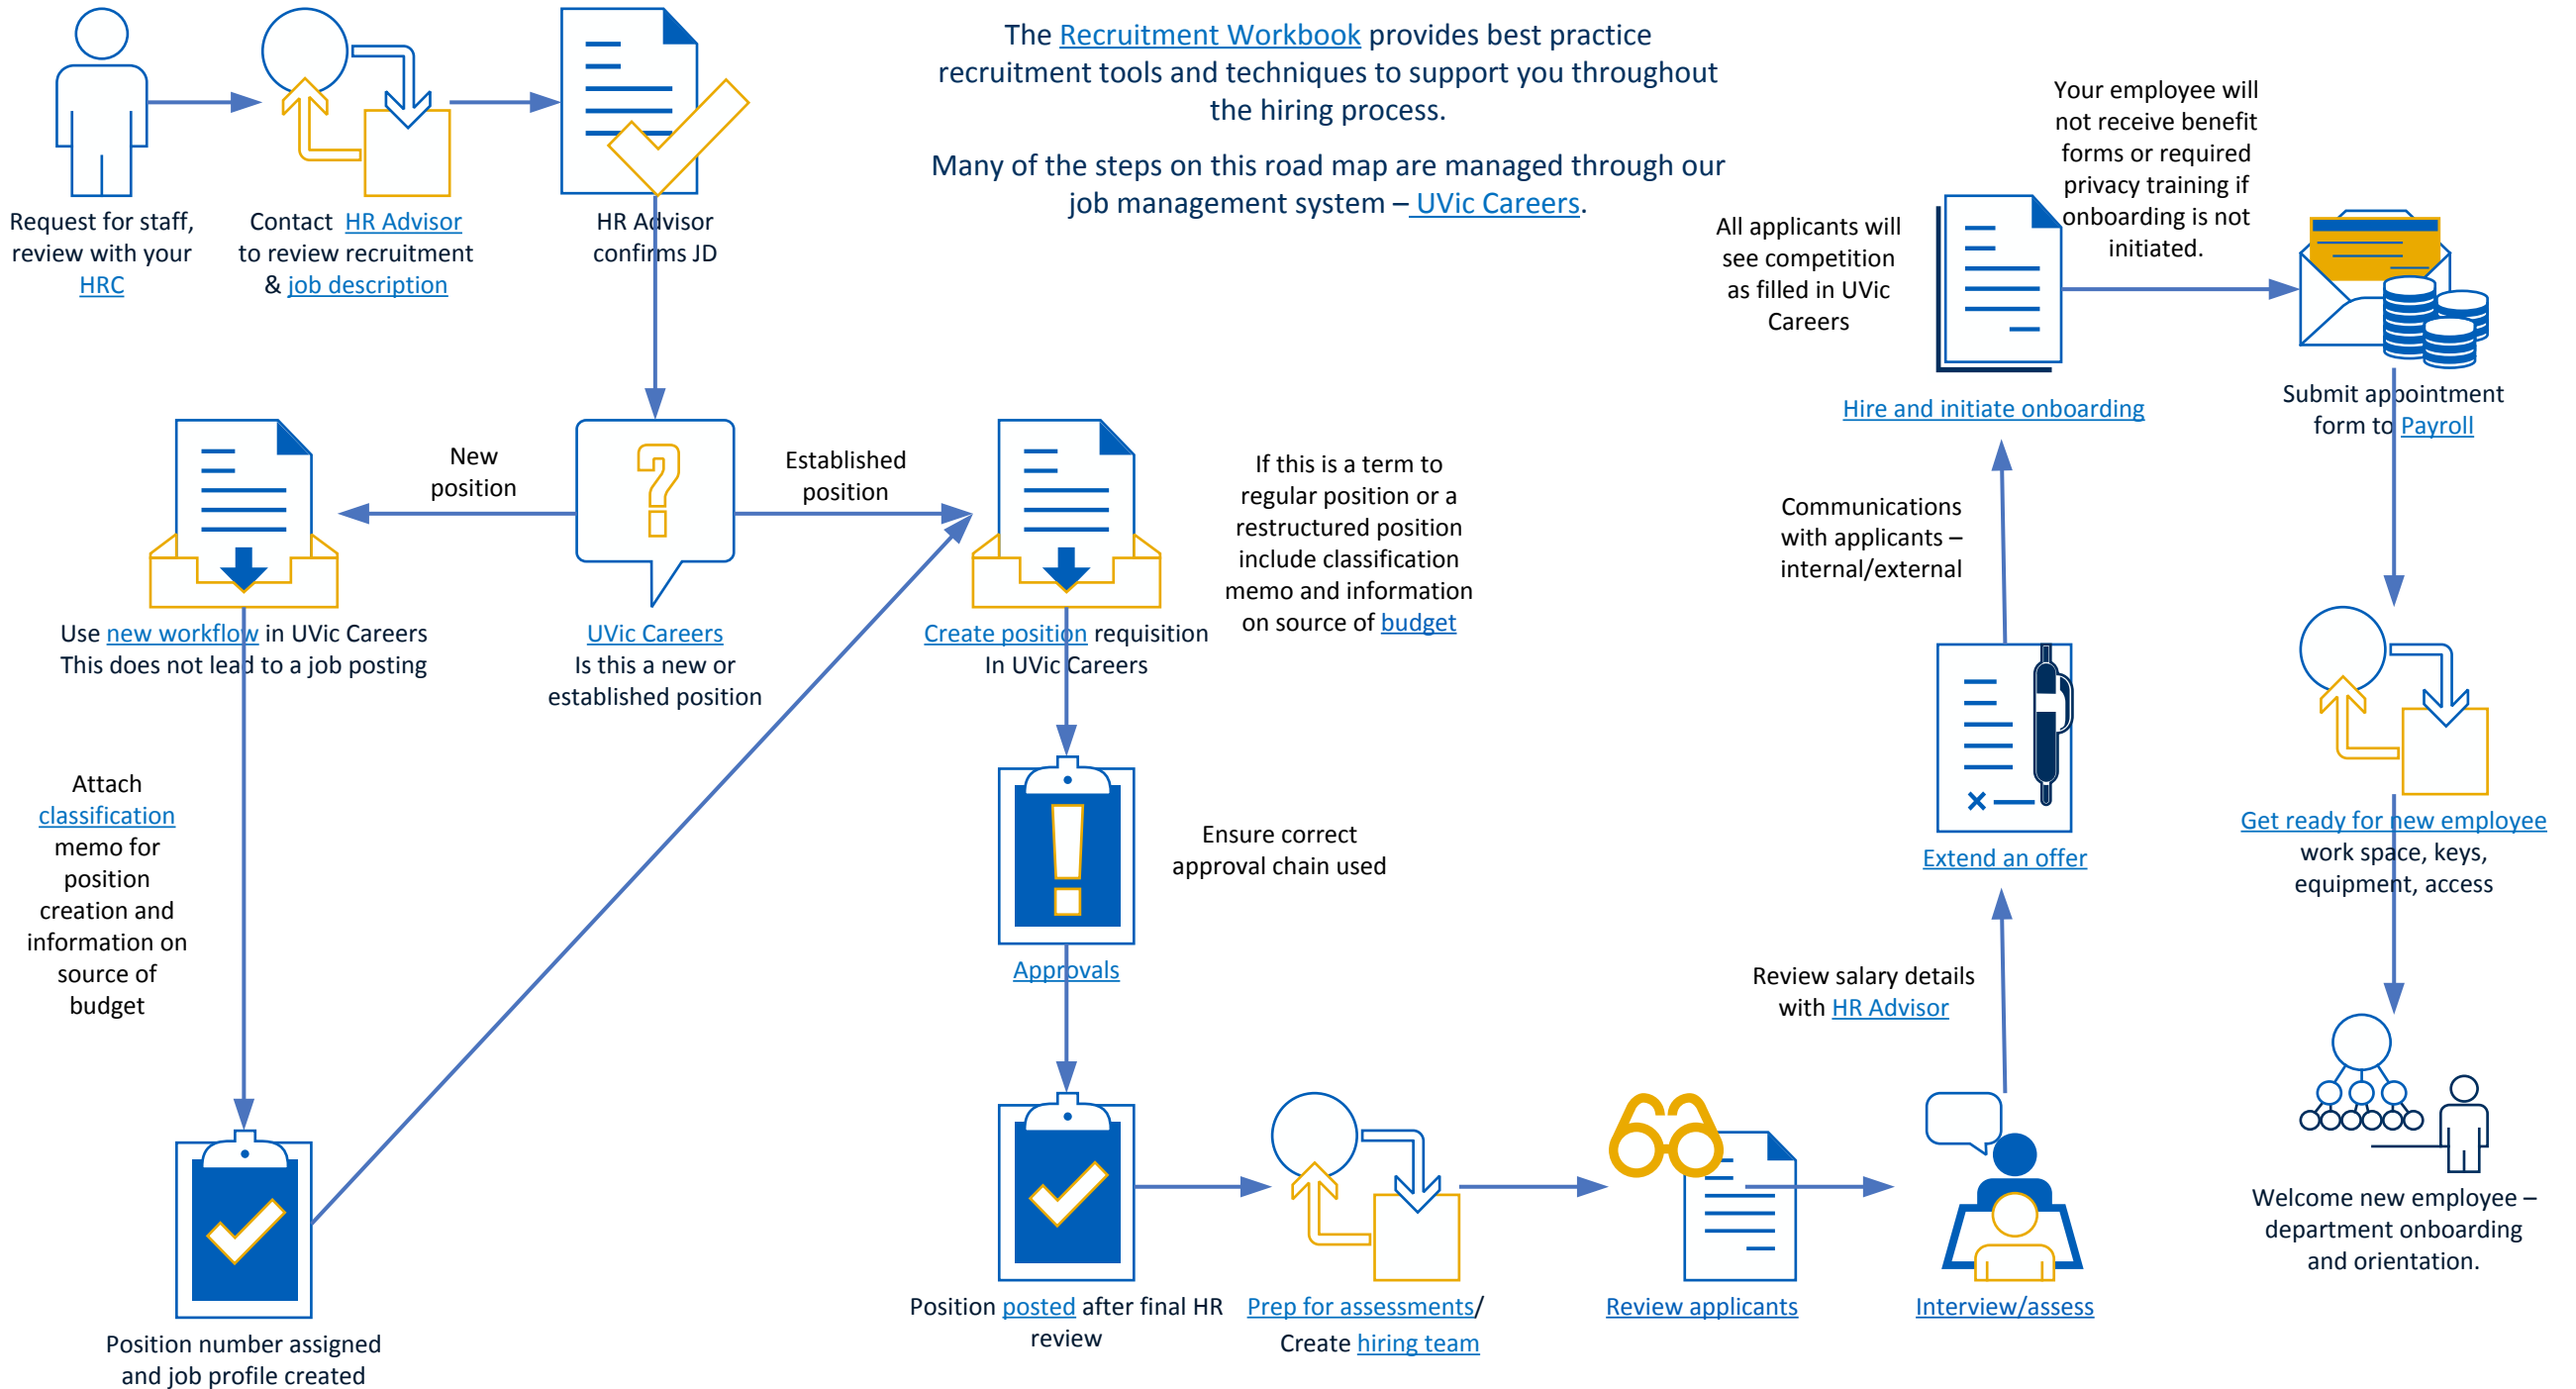 The Recruitment Workbook provides best practice
recruitment tools and techniques to support you throughout
the hiring process.
Many of the steps on this road map are managed through our
job management system – UVic Careers.
Request for staff,
review with your
HRC
Contact HR Advisor
to review recruitment
& job description
HR Advisor
confirms JD
UVic Careers
Is this a new or
established position
New
position
Established
position
Use new workflow in UVic Careers
This does not lead to a job posting
Attach
classification
memo for
position
creation and
information on
source of
budget
Position number assigned
and job profile created
Create position requisition
In UVic Careers
If this is a term to
regular position or a
restructured position
include classification
memo and information
on source of budget
Ensure correct
approval chain used
Approvals
Position posted after final HR
review
Prep for assessments/
Create hiring team
Review applicants
Interview/assess
Review salary details
with HR Advisor
Extend an offer
Communications
with applicants –
internal/external
Hire and initiate onboarding
All applicants will
see competition
as filled in UVic
Careers
Your employee will
not receive benefit
forms or required
privacy training if
onboarding is not
initiated.
Submit appointment
form to Payroll
Get ready for new employee
work space, keys,
equipment, access
Welcome new employee –
department onboarding
and orientation.